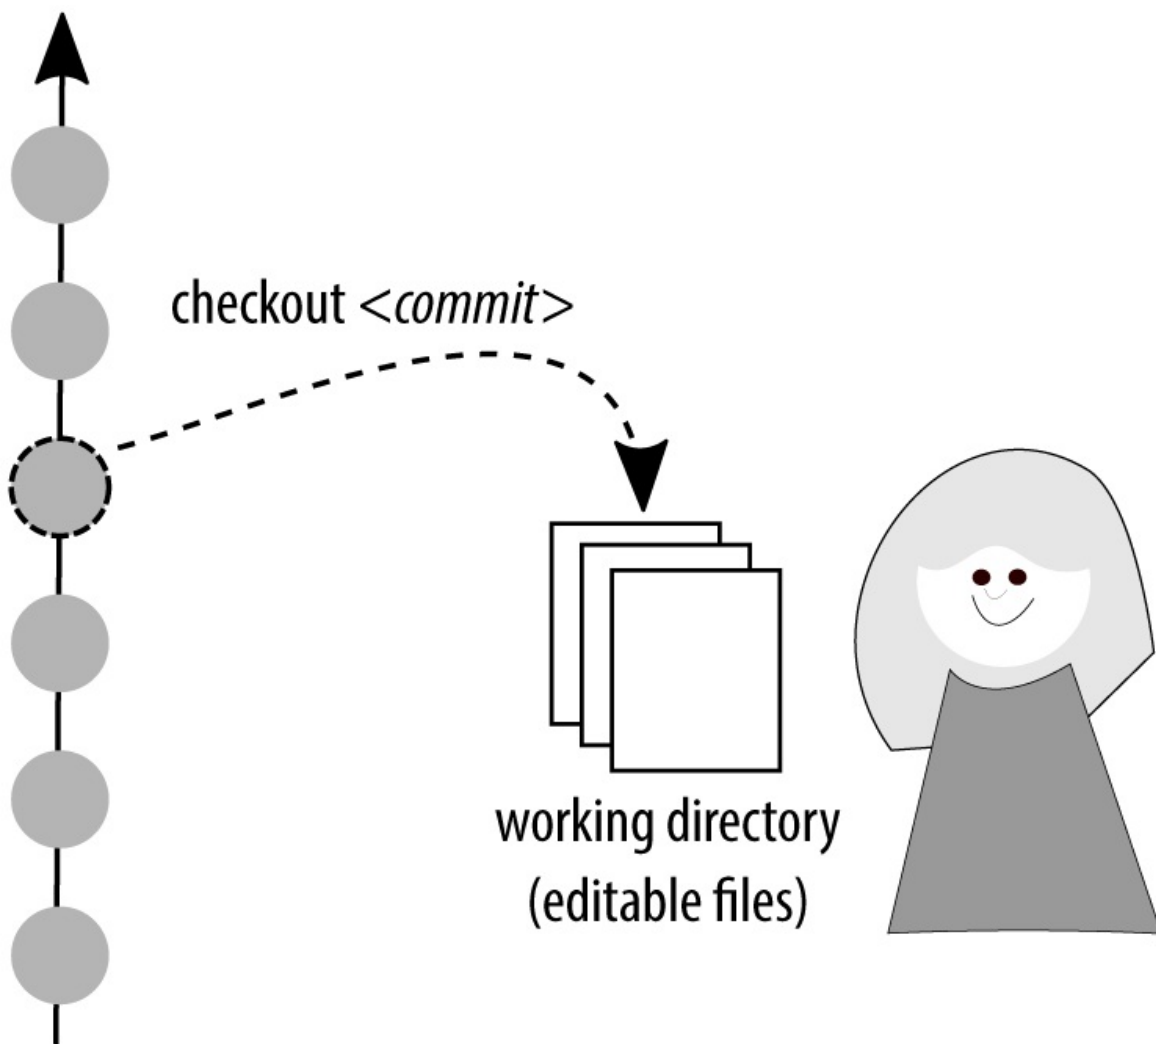 checkout <commit>
working directory
(editable files)